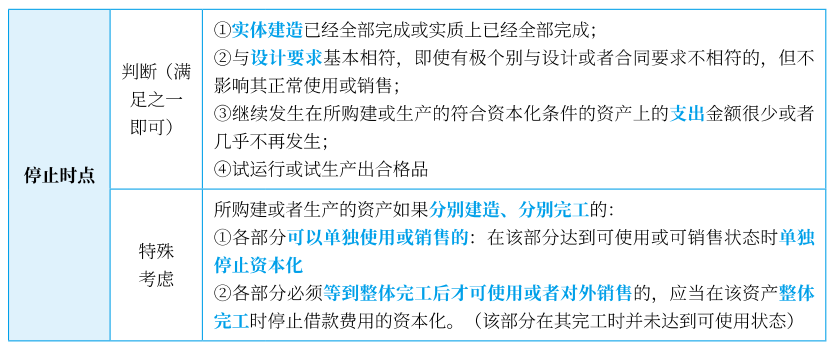 停止时点
判断（满
足之一
即可）
①实体建造已经全部完成或实质上已经全部完成；
②与设计要求基本相符，即使有极个别与设计或者合同要求不相符的，但不
影响其正常使用或销售；
③继续发生在所购建或生产的符合资本化条件的资产上的支出金额很少或者
几乎不再发生；
④试运行或试生产出合格品
特殊
考虑
所购建或者生产的资产如果分别建造、分别完工的：
①各部分可以单独使用或销售的：在该部分达到可使用或可销售状态时单独
停止资本化
②各部分必须等到整体完工后才可使用或者对外销售的，应当在该资产整体
完工时停止借款费用的资本化。（该部分在其完工时并未达到可使用状态）